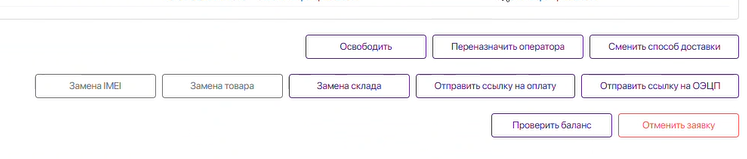 Освободить Переназначить оператора Сменить способ доставки
Замена IMEI Замена товара Замена склада Отправить ссылку на оплату Отправить ссылку на ОЭЦП
Проверить баланс Отменить заявку